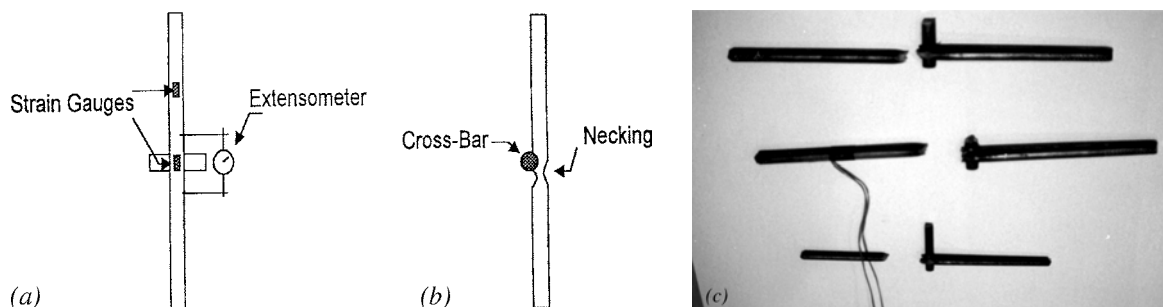 Strain Gauges
Extensometer
(a)
Cross-Bar
Necking
(b)
(c)